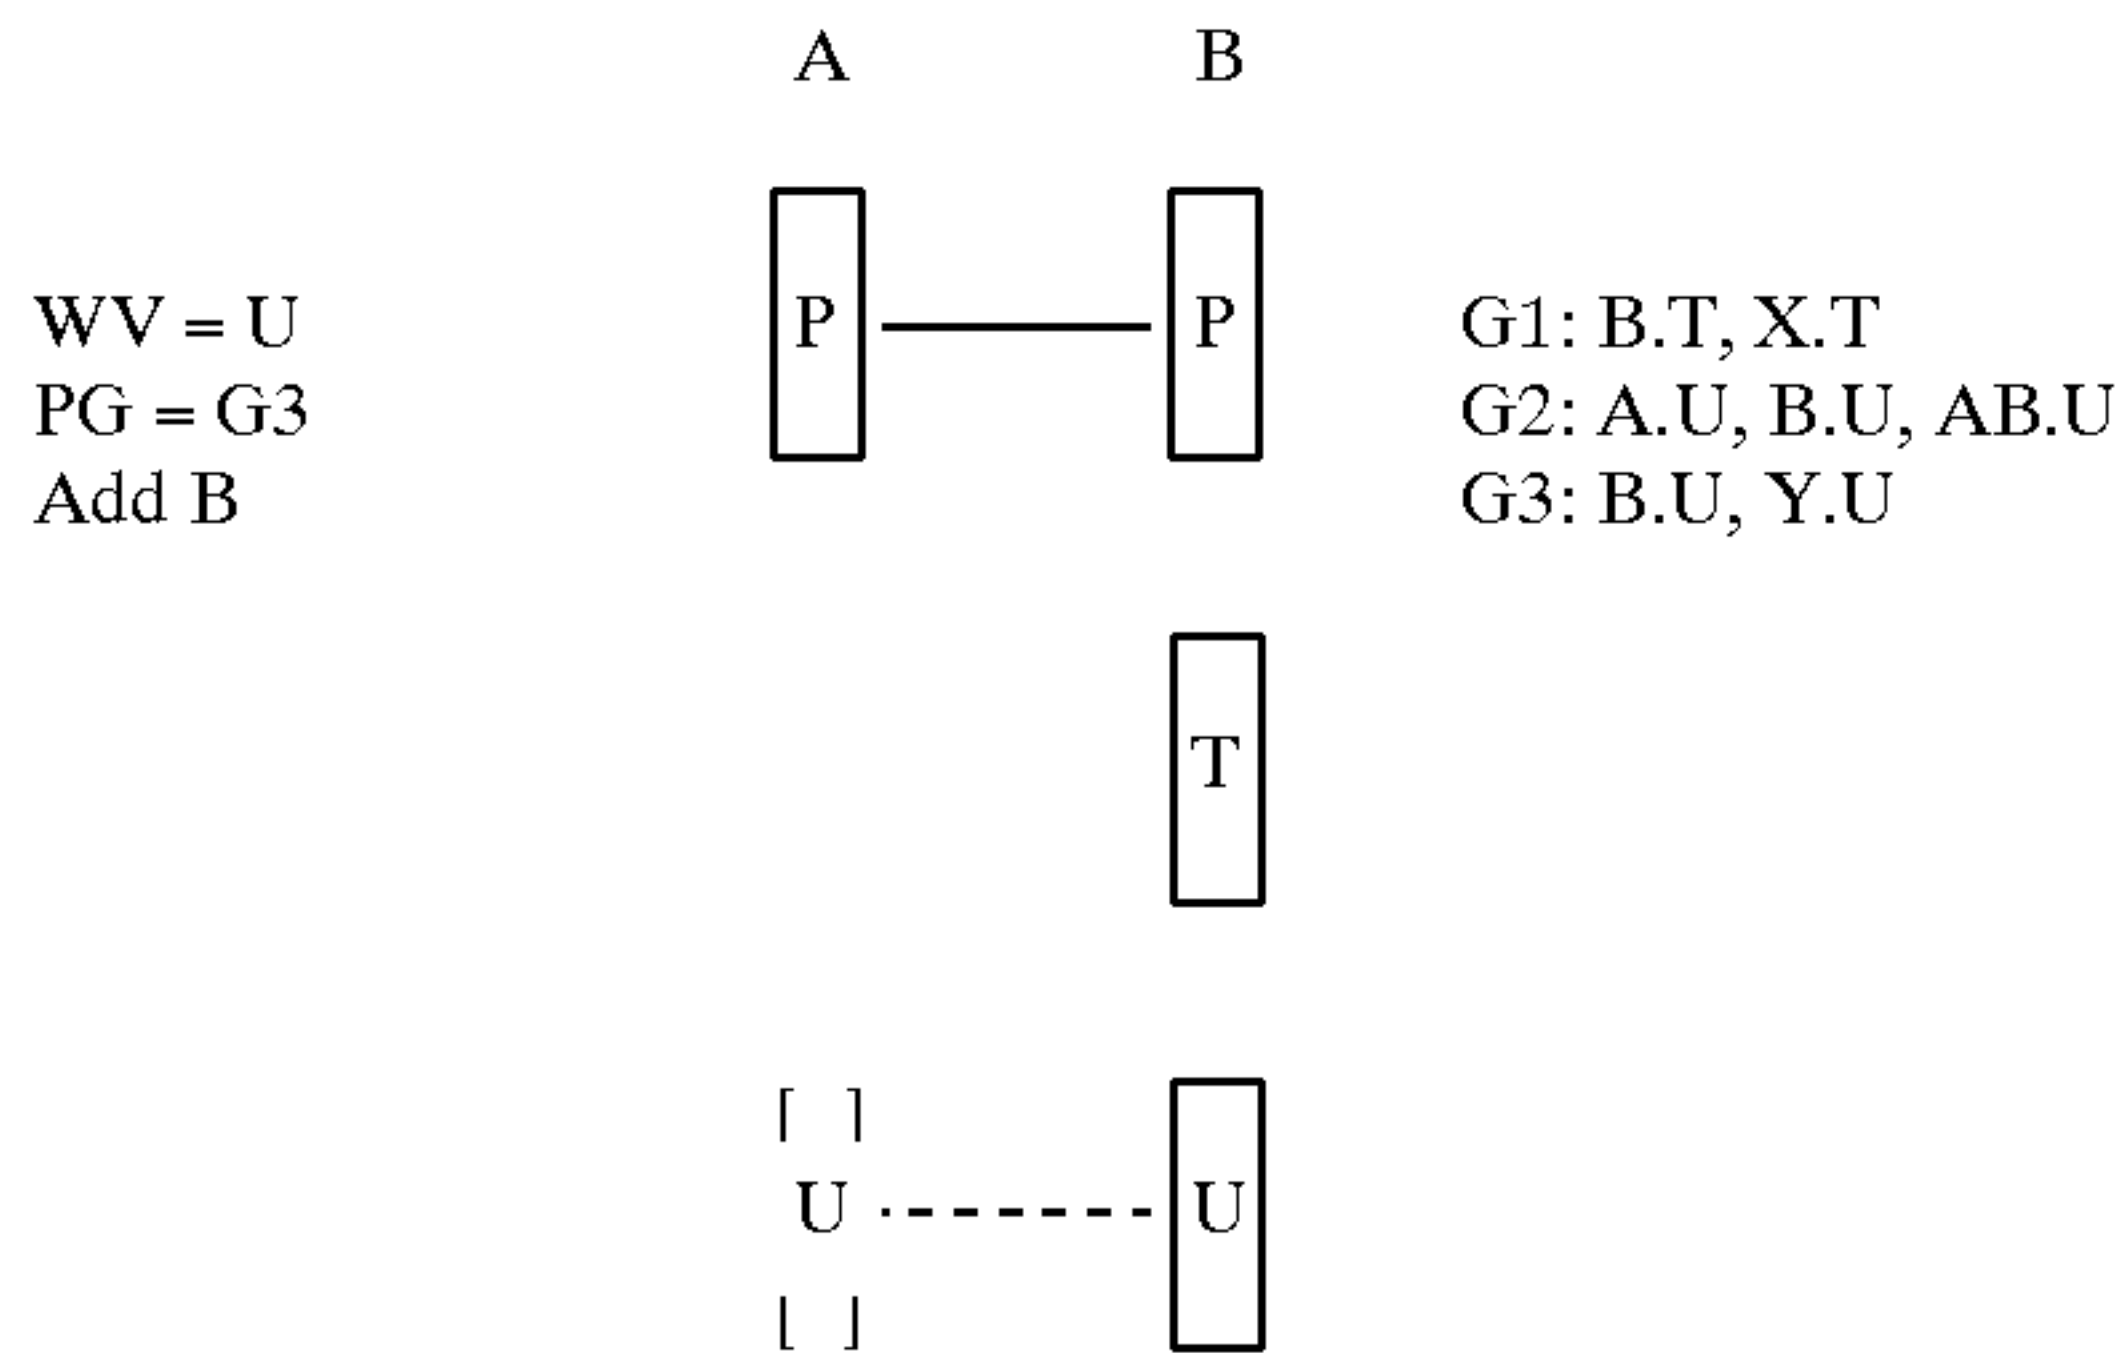 A B
WV = U
PG = G3
Add B
P P
G1: B.T, X.T
G2: A.U, B.U, AB.U
G3: B.U, Y.U
T
[ ]
U U
[ ]